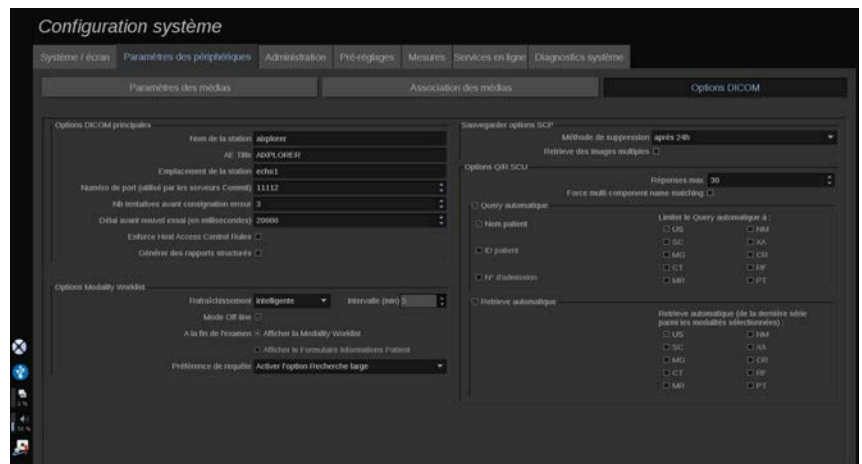 Configuration système
Système / écran Paramètres des périphériques Administration Pré-réglages Mesures Services en ligne Diagnostics système
Paramètres des médias Association des médias Options DICOM
Options DICOM principales
Nom de la station aixplorer
AE Title AIXPLORER
Emplacement de la station echo1
Numéro de port (utilisé par les serveurs Commit) 11112
Nb tentatives avant consignation erreur 3
Délai avant nouvel essai (en millisecondes) 20000
Enforce Host Access Control Rules
Générer des rapports structurés
Options Modality Worklist
Rafraîchissement intelligente Intervalle (min) 5
Mode Off line
A la fin de l'examen Afficher la Modality Worklist
Afficher le Formulaire Informations Patient
Préférence de requête Activer l'option Recherche large
Sauvegarder options SCP
Méthode de suppression après 24h
Retrieve des images multiples
Options Q/R SCU
Réponses max 30
Force multi-component name matching
Query automatique
Limiter le Query automatique à :
Nom patient
ID patient
N° d'admission
US NM
SC XA
MG CR
CT RF
MR PT
Retrieve automatique
Retrieve automatique (de la dernière série
parmi les modalités sélectionnées) :
US NM
SC XA
MG CR
CT RF
MR PT
3 %
50 %